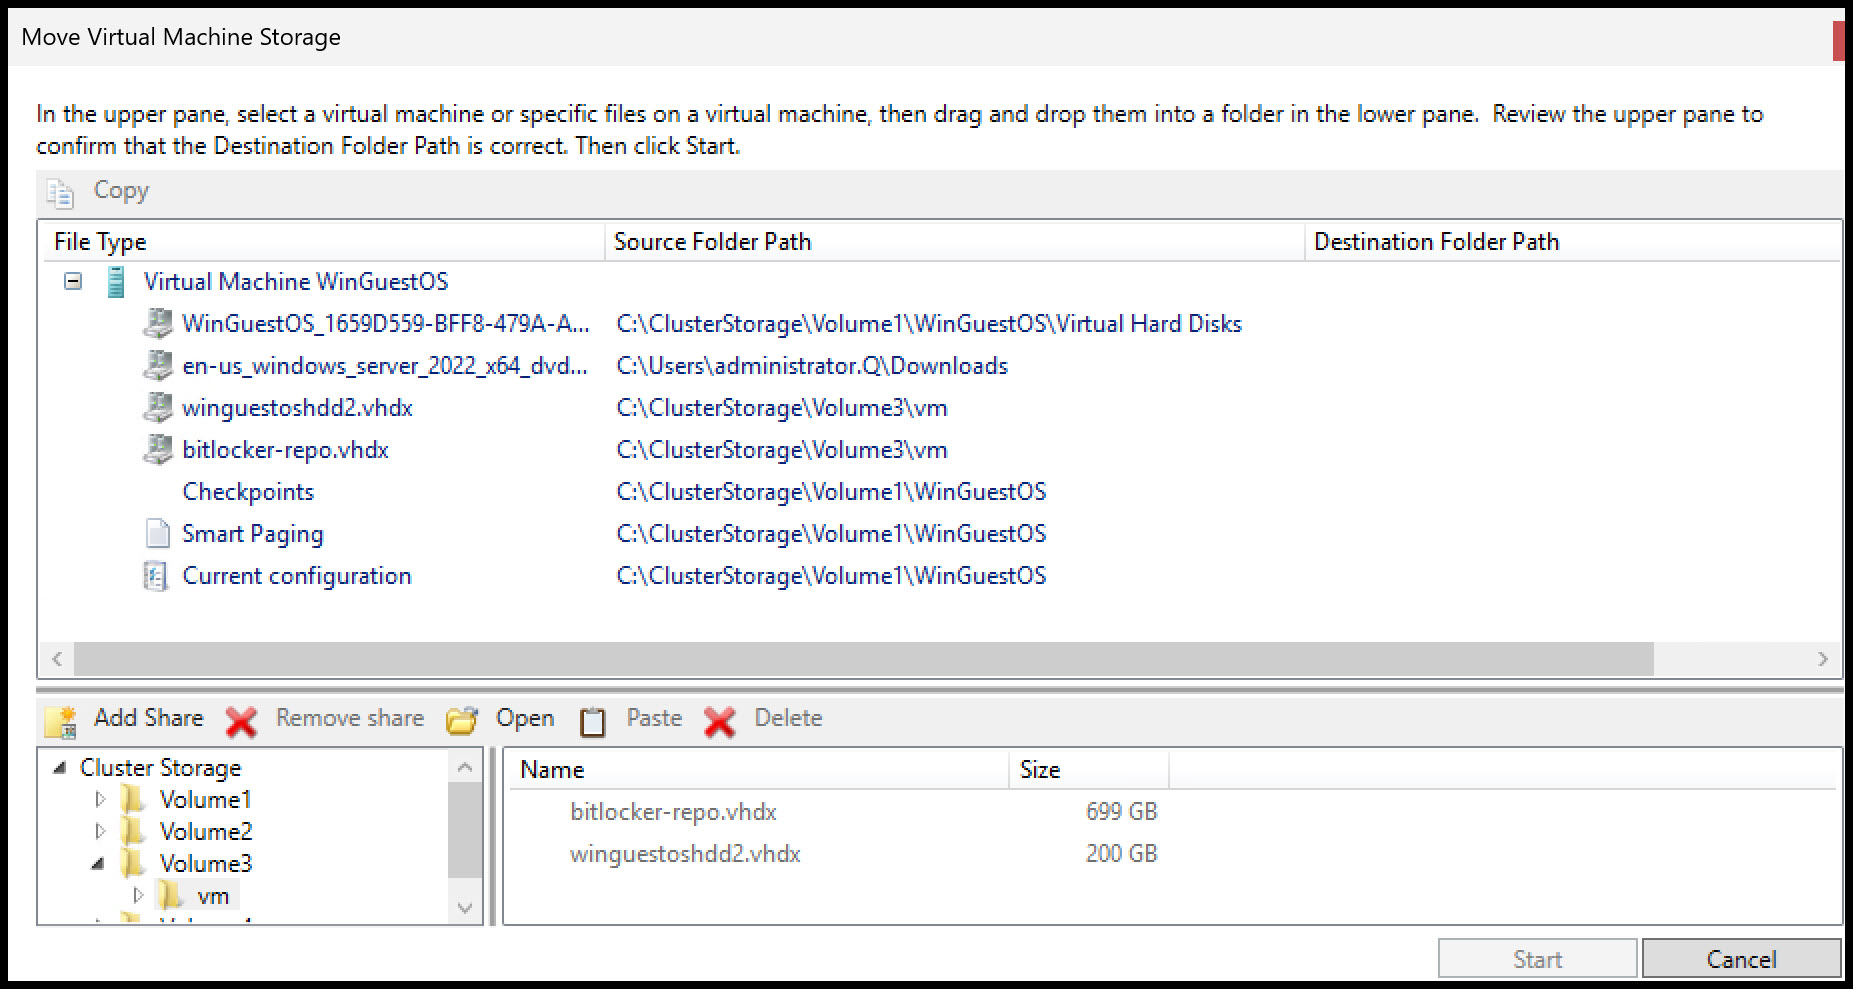 Move Virtual Machine Storage
In the upper pane, select a virtual machine or specific files on a virtual machine, then drag and drop them into a folder in the lower pane.  Review the upper pane to
confirm that the Destination Folder Path is correct. Then click Start.
Copy
File Type Source Folder Path Destination Folder Path
Virtual Machine WinGuestOS
WinGuestOS_1659D559-BFF8-479A-A... C:\ClusterStorage\Volume1\WinGuestOS\Virtual Hard Disks
en-us_windows_server_2022_x64_dvd... C:\Users\administrator.Q\Downloads
winguestoshdd2.vhdx C:\ClusterStorage\Volume3\vm
bitlocker-repo.vhdx C:\ClusterStorage\Volume3\vm
Checkpoints C:\ClusterStorage\Volume1\WinGuestOS
Smart Paging C:\ClusterStorage\Volume1\WinGuestOS
Current configuration C:\ClusterStorage\Volume1\WinGuestOS
Add Share Remove share Open Paste Delete
Cluster Storage
Volume1
Volume2
Volume3
vm
Name Size
bitlocker-repo.vhdx 699 GB
winguestoshdd2.vhdx 200 GB
Start Cancel